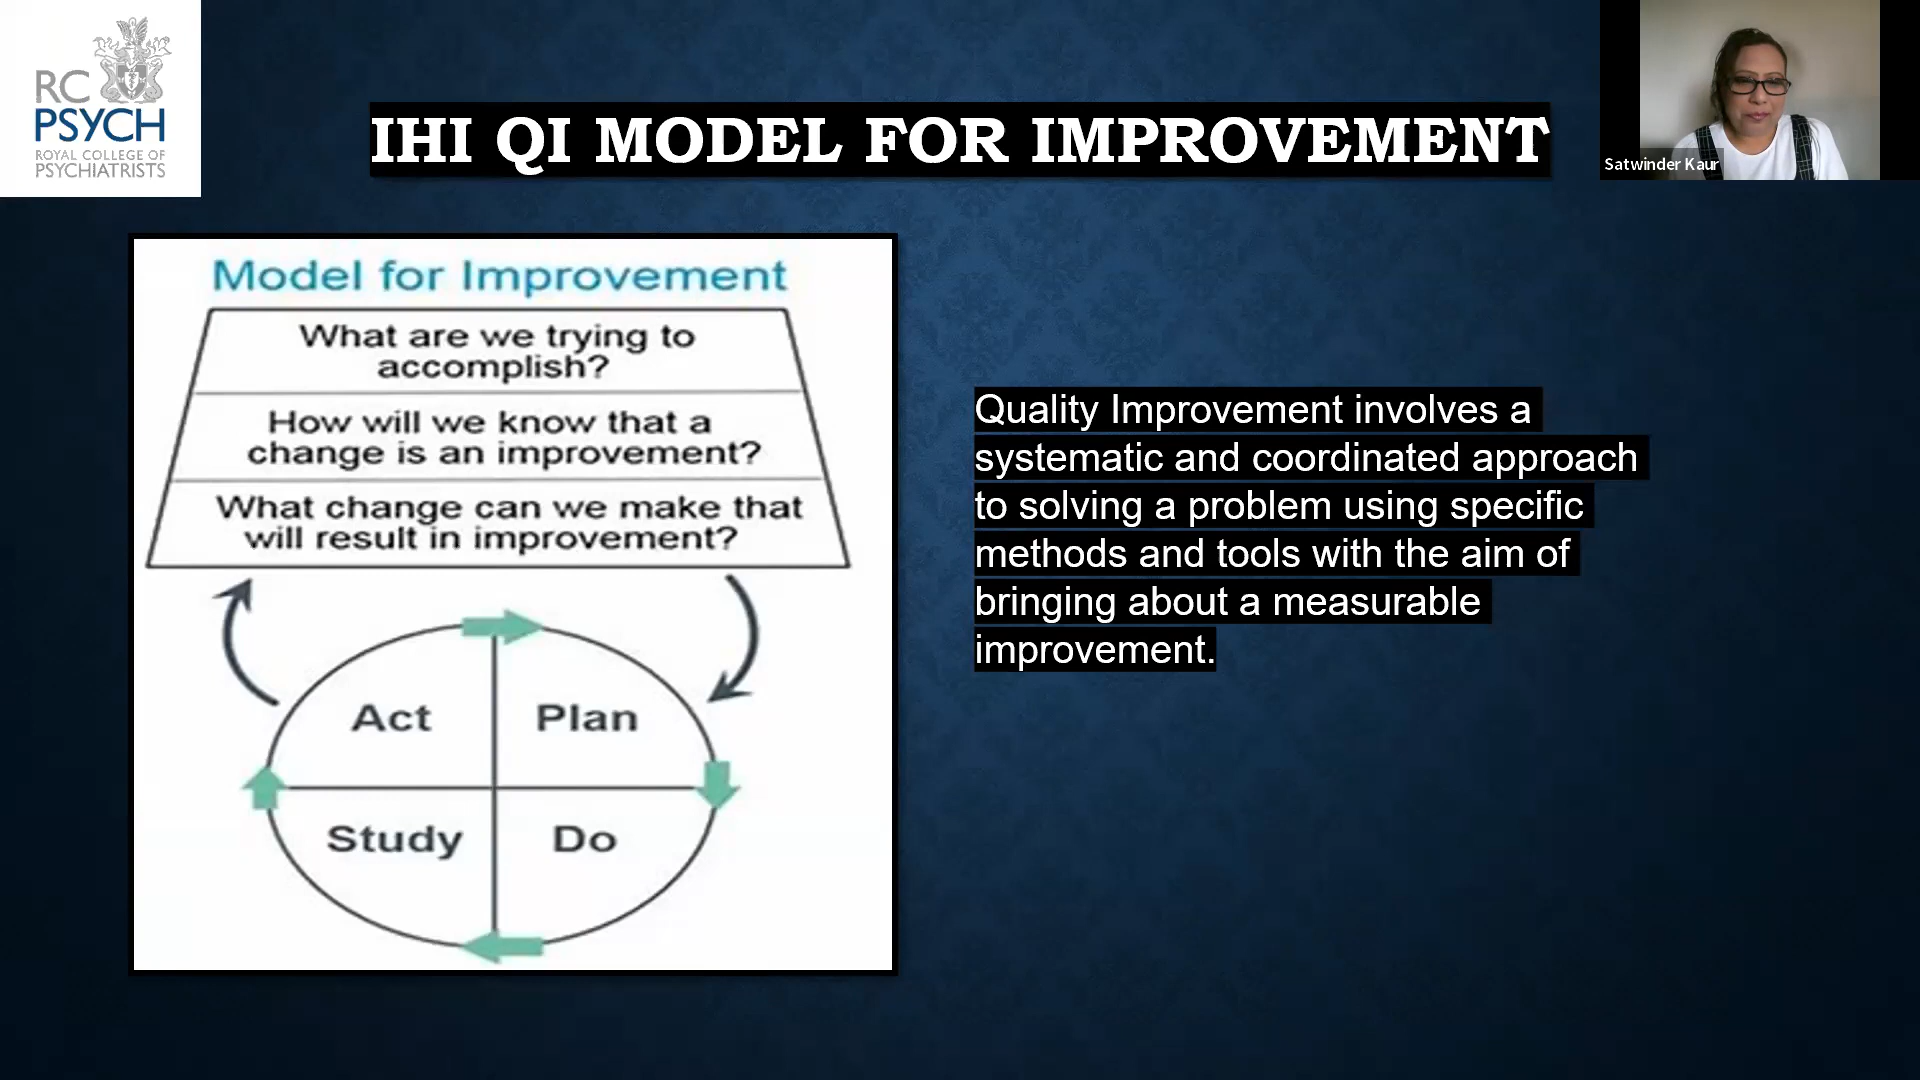 RC
PSYCH
ROYAL COLLEGE OF
PSYCHIATRISTS
IHI QI MODEL FOR IMPROVEMENT
Satwinder Kaur
Model for Improvement
What are we trying to
accomplish?
How will we know that a
change is an improvement?
What change can we make that
will result in improvement?
Act
Plan
Study
Do
Quality Improvement involves a
systematic and coordinated approach
to solving a problem using specific
methods and tools with the aim of
bringing about a measurable
improvement.